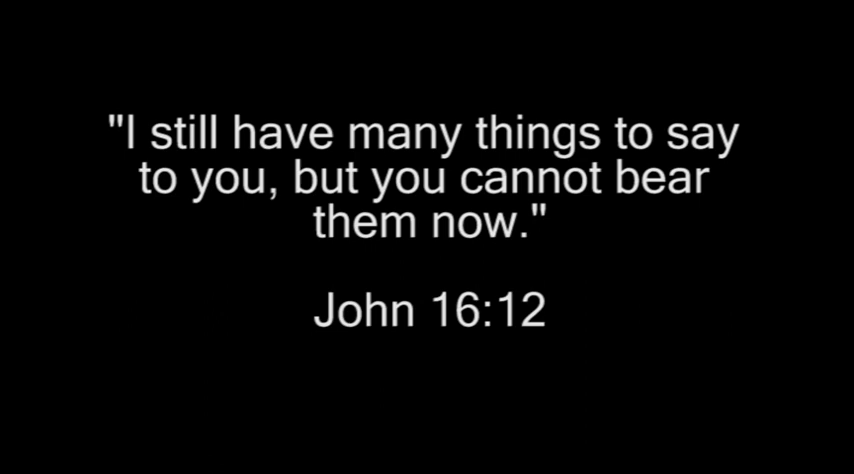 "I still have many things to say
to you, but you cannot bear
them now."
John 16:12